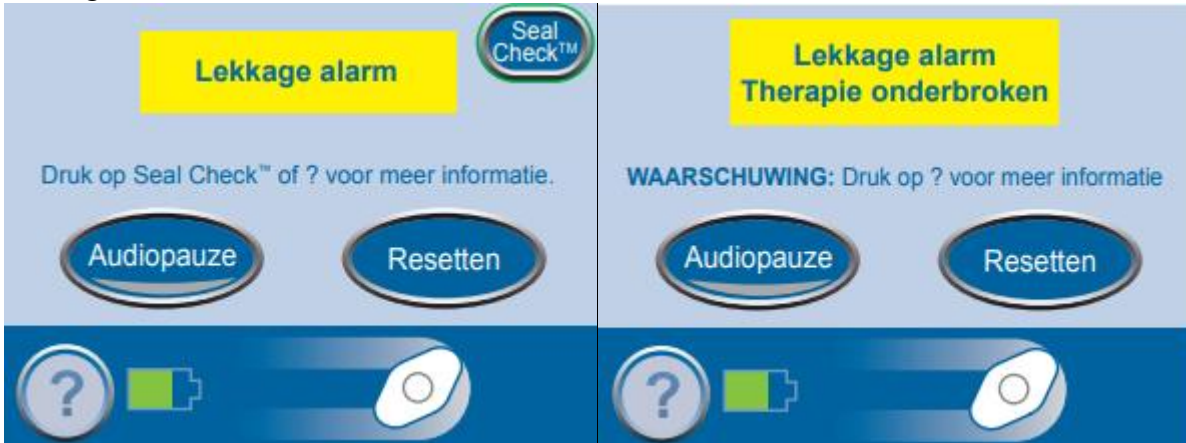 Seal
Check™
Lekkage alarm
Druk op Seal Check™ of ? voor meer informatie.
Audiopauze
Resetten
?
Lekkage alarm
Therapie onderbroken
WAARSCHUWING: Druk op ? voor meer informatie
Audiopauze
Resetten
?